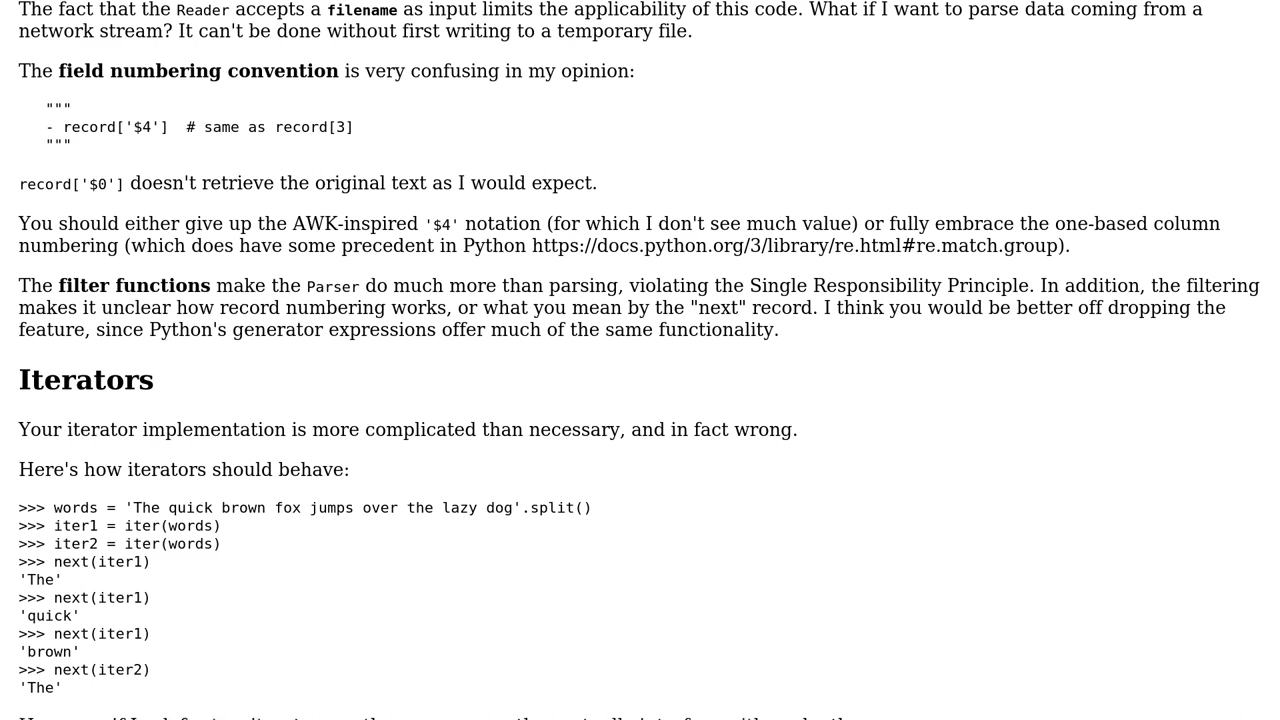 The fact that the Reader accepts a filename as input limits the applicability of this code. What if I want to parse data coming from a
network stream? It can't be done without first writing to a temporary file.
The field numbering convention is very confusing in my opinion:
"""
- record['$4']  # same as record[3]
"""
record['$0'] doesn't retrieve the original text as I would expect.
You should either give up the AWK-inspired '$4' notation (for which I don't see much value) or fully embrace the one-based column
numbering (which does have some precedent in Python https://docs.python.org/3/library/re.html#re.match.group).
The filter functions make the Parser do much more than parsing, violating the Single Responsibility Principle. In addition, the filtering
makes it unclear how record numbering works, or what you mean by the "next" record. I think you would be better off dropping the
feature, since Python's generator expressions offer much of the same functionality.
Iterators
Your iterator implementation is more complicated than necessary, and in fact wrong.
Here's how iterators should behave:
>>> words = 'The quick brown fox jumps over the lazy dog'.split()
>>> iter1 = iter(words)
>>> iter2 = iter(words)
>>> next(iter1)
'The'
>>> next(iter1)
'quick'
>>> next(iter1)
'brown'
>>> next(iter2)
'The'